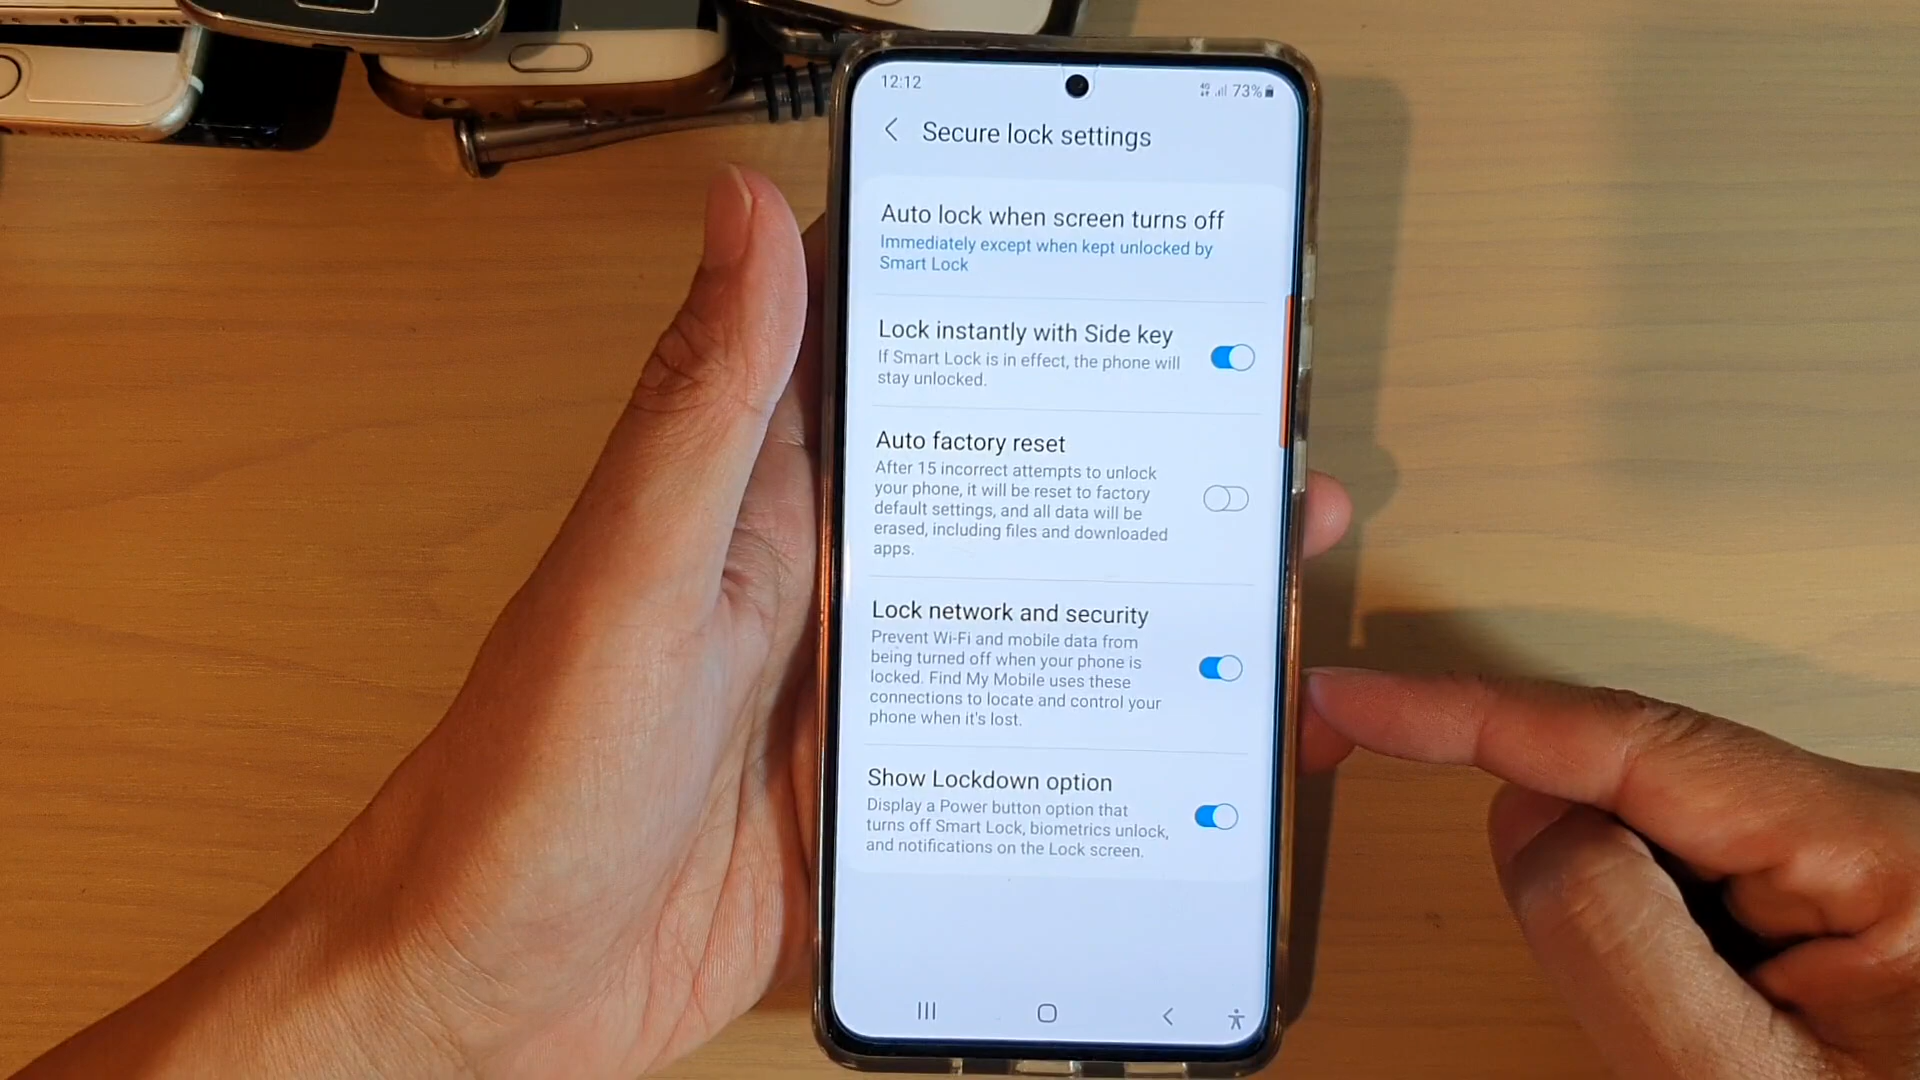 12:12
4G 73%
Secure lock settings
Auto lock when screen turns off
Immediately except when kept unlocked by
Smart Lock
Lock instantly with Side key
If Smart Lock is in effect, the phone will
stay unlocked.
Auto factory reset
After 15 incorrect attempts to unlock
your phone, it will be reset to factory
default settings, and all data will be
erased, including files and downloaded
apps.
Lock network and security
Prevent Wi-Fi and mobile data from
being turned off when your phone is
locked. Find My Mobile uses these
connections to locate and control your
phone when it's lost.
Show Lockdown option
Display a Power button option that
turns off Smart Lock, biometrics unlock,
and notifications on the Lock screen.